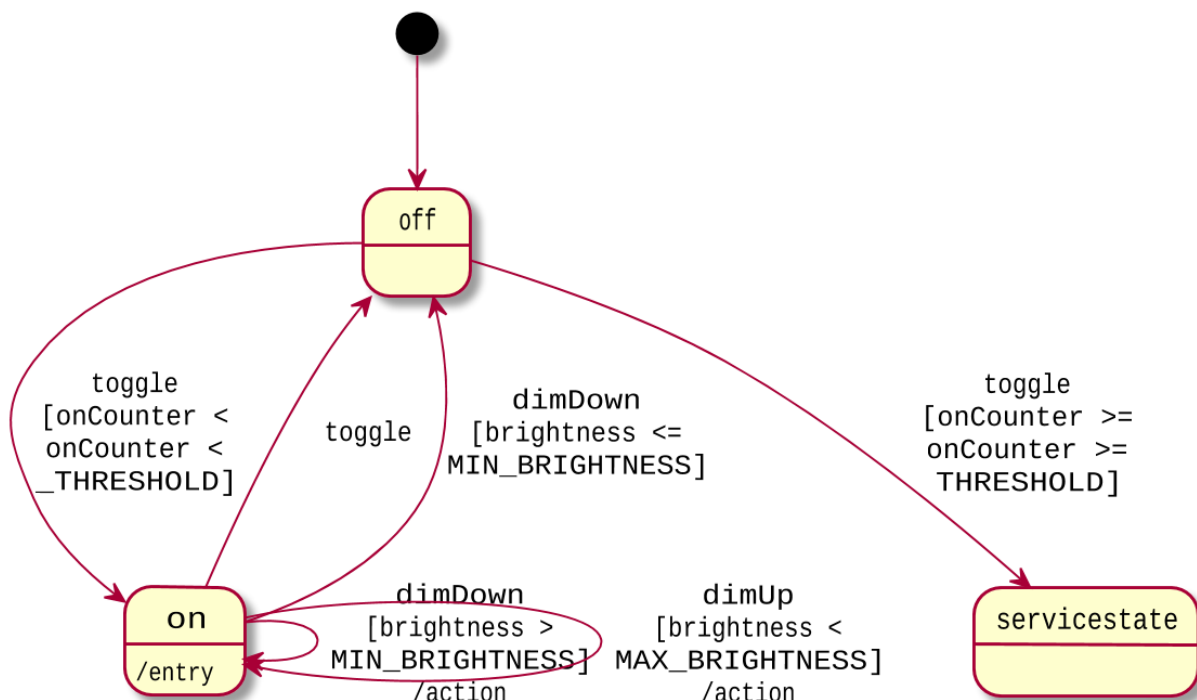 off
toggle
[onCounter <
onCounter <
_THRESHOLD]
toggle
dimDown
[brightness <=
MIN_BRIGHTNESS]
toggle
[onCounter >=
onCounter >=
THRESHOLD]
on
/entry
dimDown
[brightness >
MIN_BRIGHTNESS]
/action
dimUp
[brightness <
MAX_BRIGHTNESS]
/action
servicestate